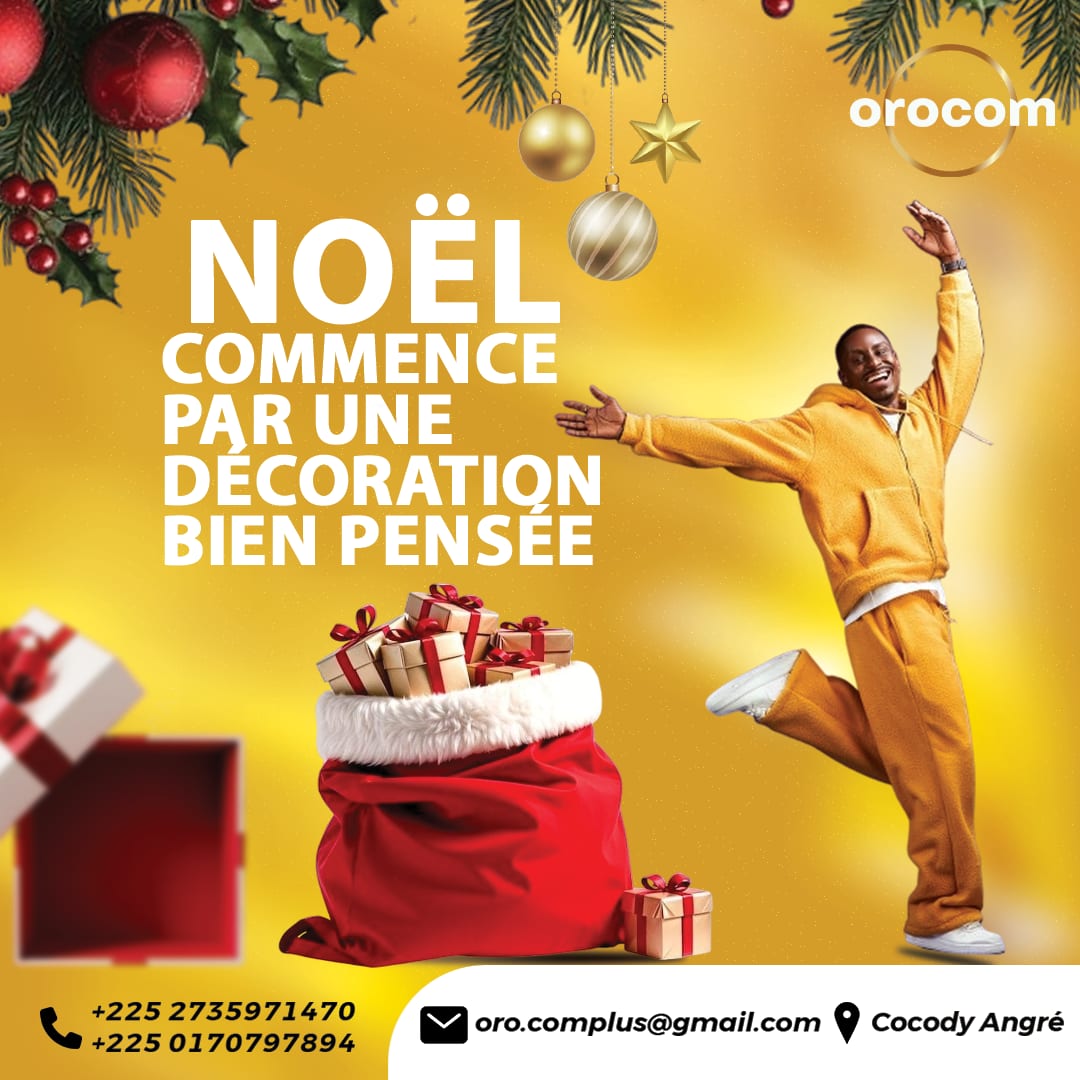 orocom
NOËL
COMMENCE
PAR UNE
DÉCORATION
BIEN PENSÉE
+225 2735971470
+225 0170797894
oro.complus@gmail.com
Cocody Angré